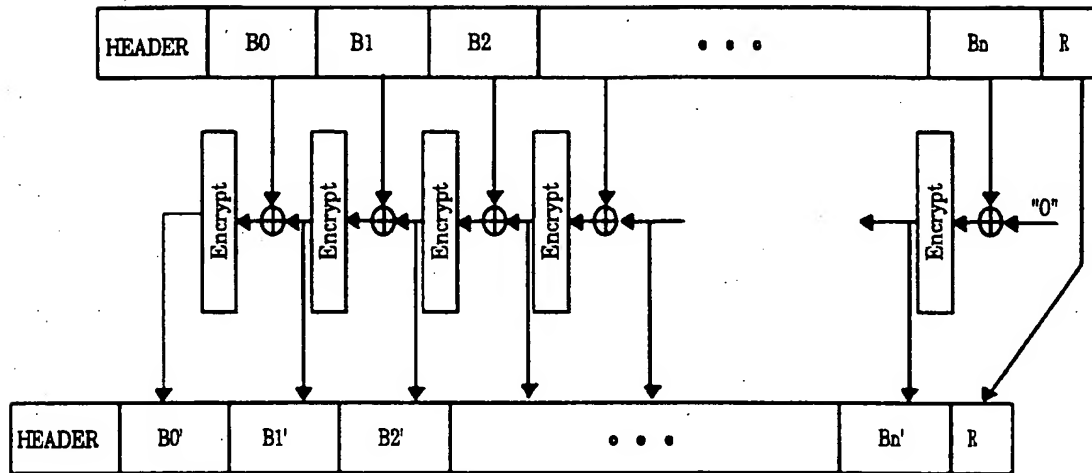 HEADER B0 B1 B2 • • • Bn R
Encrypt Encrypt Encrypt Encrypt Encrypt "0"
HEADER B0' B1' B2' • • • Bn' R